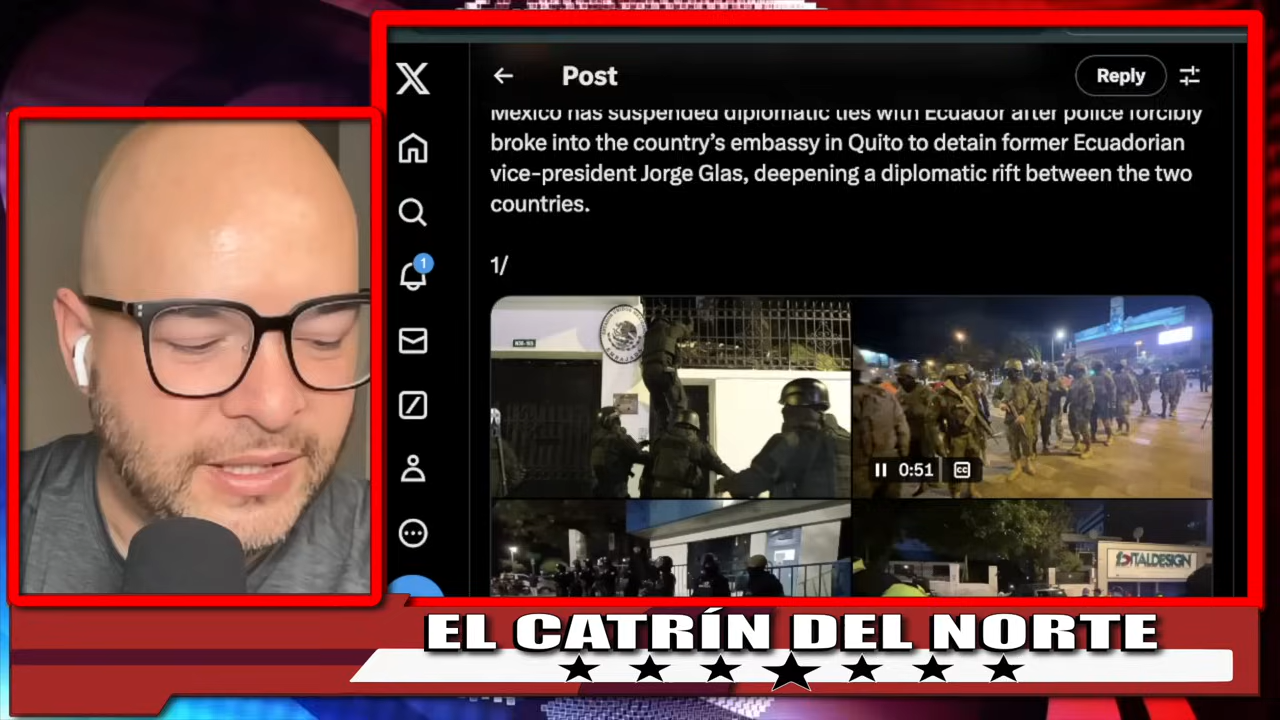 Post
Reply
Mexico has suspended diplomatic ties with Ecuador after police forcibly
broke into the country’s embassy in Quito to detain former Ecuadorian
vice-president Jorge Glas, deepening a diplomatic rift between the two
countries.
1
1/
0:51
CC
ITALDESIGN
EL CATRÍN DEL NORTE